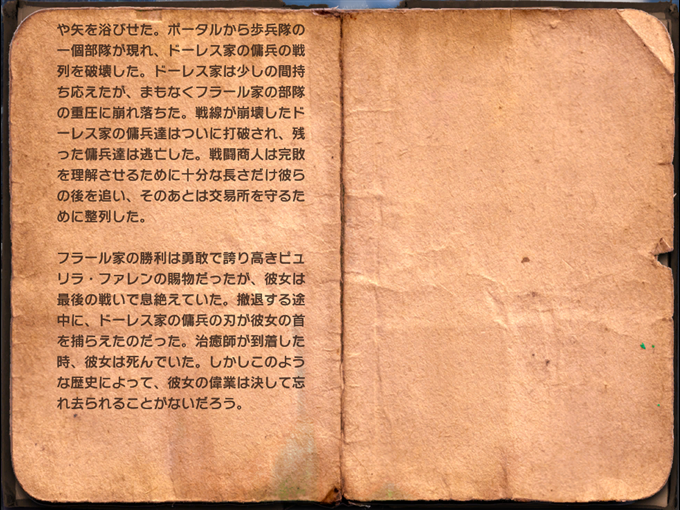 や矢を浴びせた。ポータルから歩兵隊の
一個部隊が現れ、ドーレス家の傭兵の戦
列を破壊した。ドーレス家は少しの間持
ち応えたが、まもなくフラール家の部隊
の重圧に崩れ落ちた。戦線が崩壊したド
ーレス家の傭兵達はついに打破され、残
った傭兵達は逃亡した。戦闘商人は完敗
を理解させるために十分な長さだけ彼ら
の後を追い、そのあとは交易所を守るた
めに整列した。
フラール家の勝利は勇敢で誇り高きピュ
リラ・ファレンの賜物だったが、彼女は
最後の戦いで息絶えていた。撤退する途
中に、ドーレス家の傭兵の刃が彼女の首
を捕らえたのだった。治癒師が到着した
時、彼女は死んでいた。しかしこのよう
な歴史によって、彼女の偉業は決して忘
れ去られることがないだろう。